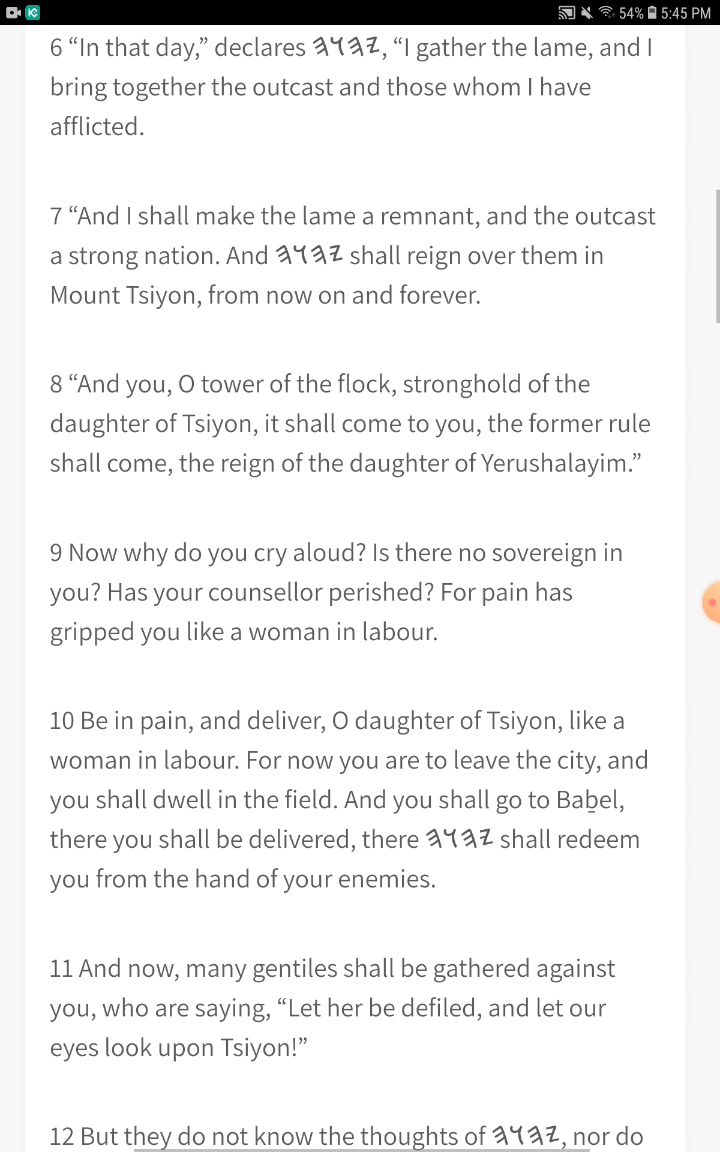 54% 5:45 PM
6 “In that day,” declares 𐤉𐤄𐤅𐤄, “I gather the lame, and I
bring together the outcast and those whom I have
afflicted.
7 “And I shall make the lame a remnant, and the outcast
a strong nation. And 𐤉𐤄𐤅𐤄 shall reign over them in
Mount Tsiyon, from now on and forever.
8 “And you, O tower of the flock, stronghold of the
daughter of Tsiyon, it shall come to you, the former rule
shall come, the reign of the daughter of Yerushalayim.”
9 Now why do you cry aloud? Is there no sovereign in
you? Has your counsellor perished? For pain has
gripped you like a woman in labour.
10 Be in pain, and deliver, O daughter of Tsiyon, like a
woman in labour. For now you are to leave the city, and
you shall dwell in the field. And you shall go to Baḇel,
there you shall be delivered, there 𐤉𐤄𐤅𐤄 shall redeem
you from the hand of your enemies.
11 And now, many gentiles shall be gathered against
you, who are saying, “Let her be defiled, and let our
eyes look upon Tsiyon!”
12 But they do not know the thoughts of 𐤉𐤄𐤅𐤄, nor do